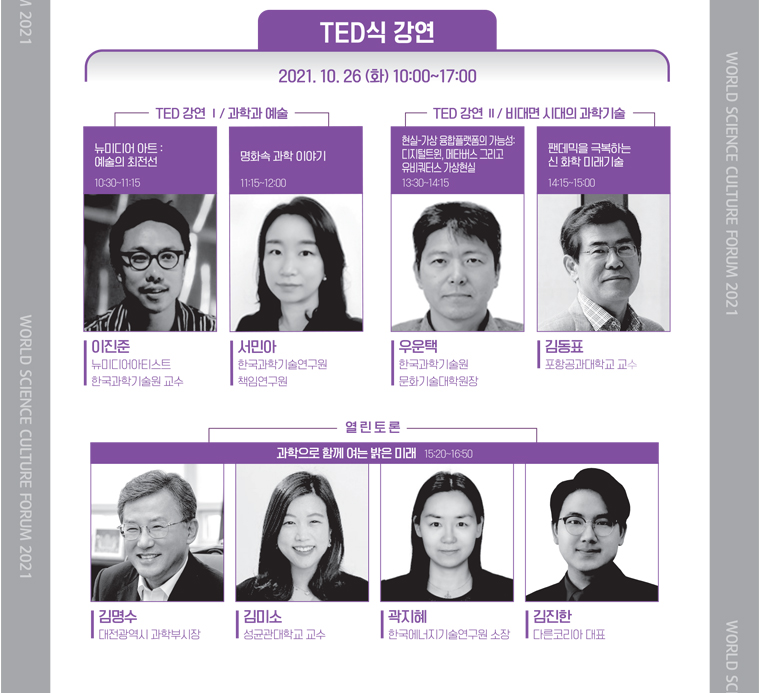 TED식 강연
2021. 10. 26 (화) 10:00~17:00
TED 강연 Ⅰ / 과학과 예술
뉴미디어 아트 :
예술의 최전선
10:30~11:15
명화속 과학 이야기
11:15~12:00
TED 강연 Ⅱ / 비대면 시대의 과학기술
현실-가상 융합플랫폼의 가능성:
디지털트윈, 메타버스 그리고
유비쿼터스 가상현실
13:30~14:15
팬데믹을 극복하는
신 화학 미래기술
14:15~15:00
이진준
뉴미디어아티스트
한국과학기술원 교수
서민아
한국과학기술연구원
책임연구원
우운택
한국과학기술원
문화기술대학원장
김동표
포항공과대학교 교수
열린토론
과학으로 함께 여는 밝은 미래 15:20~16:50
김명수
대전광역시 과학부시장
김미소
성균관대학교 교수
곽지혜
한국에너지기술연구원 소장
김진한
다른코리아 대표
M 2021
WORLD SCIENCE CULTURE FORUM 2021
WORLD SCIENCE CULTURE FORUM 2021
WORLD SC